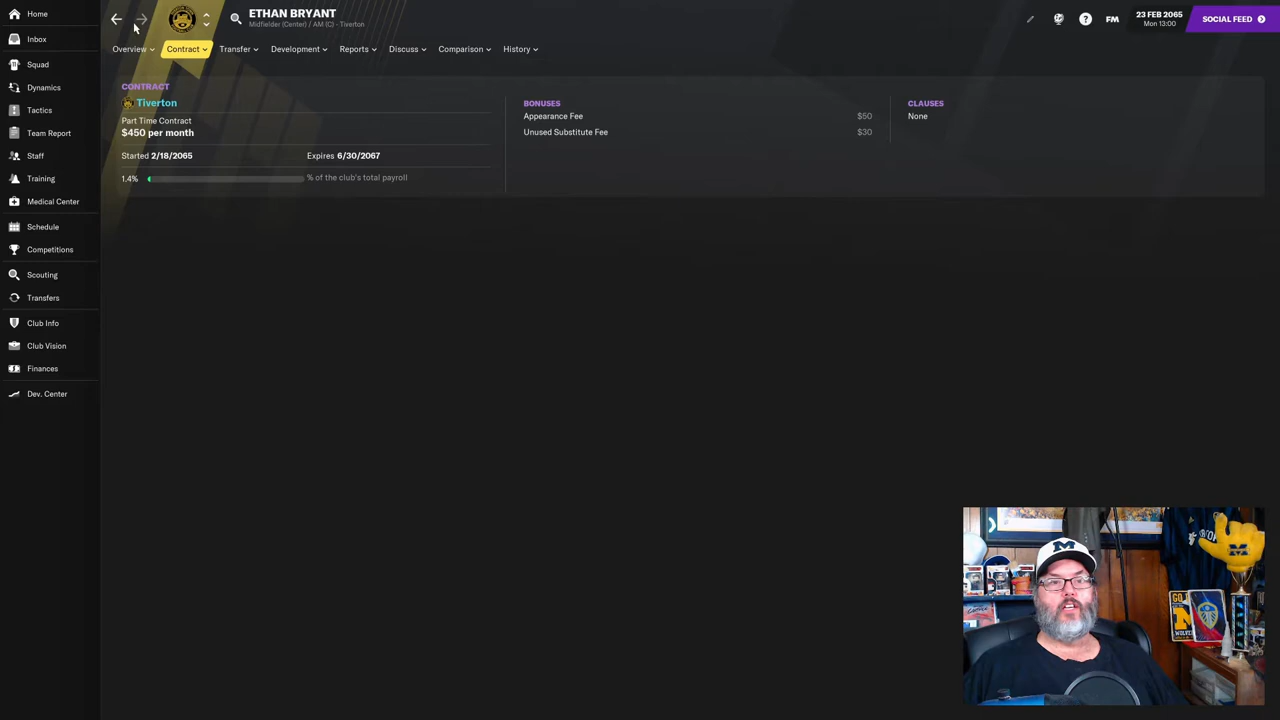 Home
Inbox
Squad
Dynamics
Tactics
Team Report
Staff
Training
Medical Center
Schedule
Competitions
Scouting
Transfers
Club Info
Club Vision
Finances
Dev. Center
ETHAN BRYANT
Midfielder (Center) / AM (C) - Tiverton
FM
23 FEB 2065
Mon 13:00
SOCIAL FEED
Overview
Contract
Transfer
Development
Reports
Discuss
Comparison
History
CONTRACT
Tiverton
Part Time Contract
$450 per month
Started 2/18/2065
Expires 6/30/2067
1.4%
% of the club's total payroll
BONUSES
Appearance Fee $50
Unused Substitute Fee $30
CLAUSES
None
M
M
GO